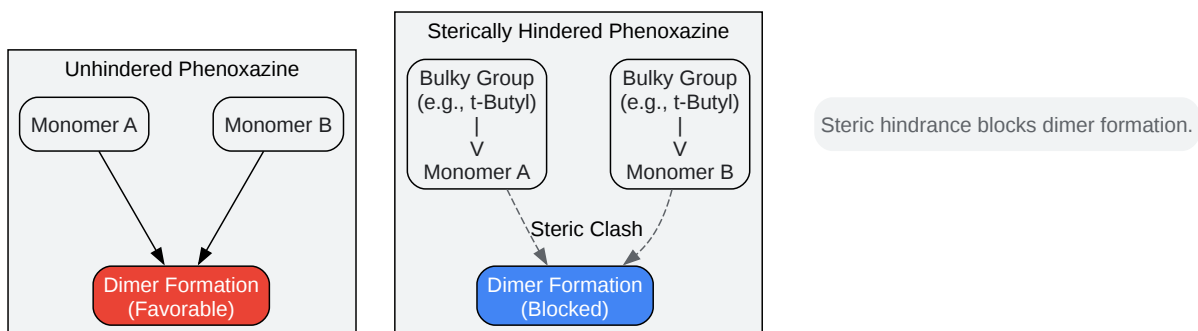 Unhindered Phenoxazine
Monomer A
Monomer B
Dimer Formation
(Favorable)
Sterically Hindered Phenoxazine
Bulky Group
(e.g., t-Butyl)
|
V
Monomer A
Bulky Group
(e.g., t-Butyl)
|
V
Monomer B
Steric Clash
Dimer Formation
(Blocked)
Steric hindrance blocks dimer formation.